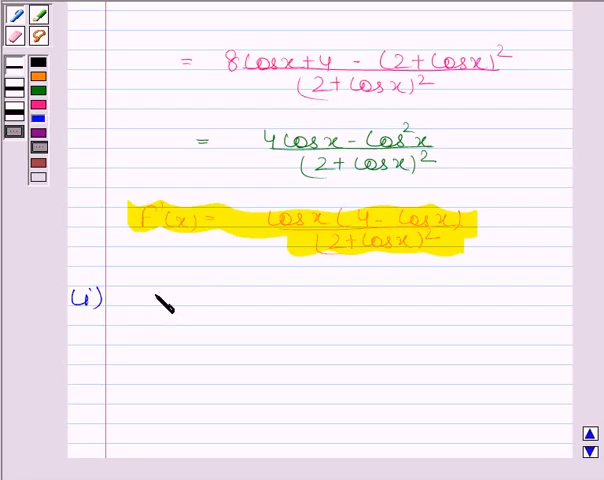 = 8cosx+4 - (2+cosx)²
(2+cosx)²
= 4cosx - cos²x
(2+cosx)²
f'(x) = cosx (4 - cosx)
(2+cosx)²
(i)